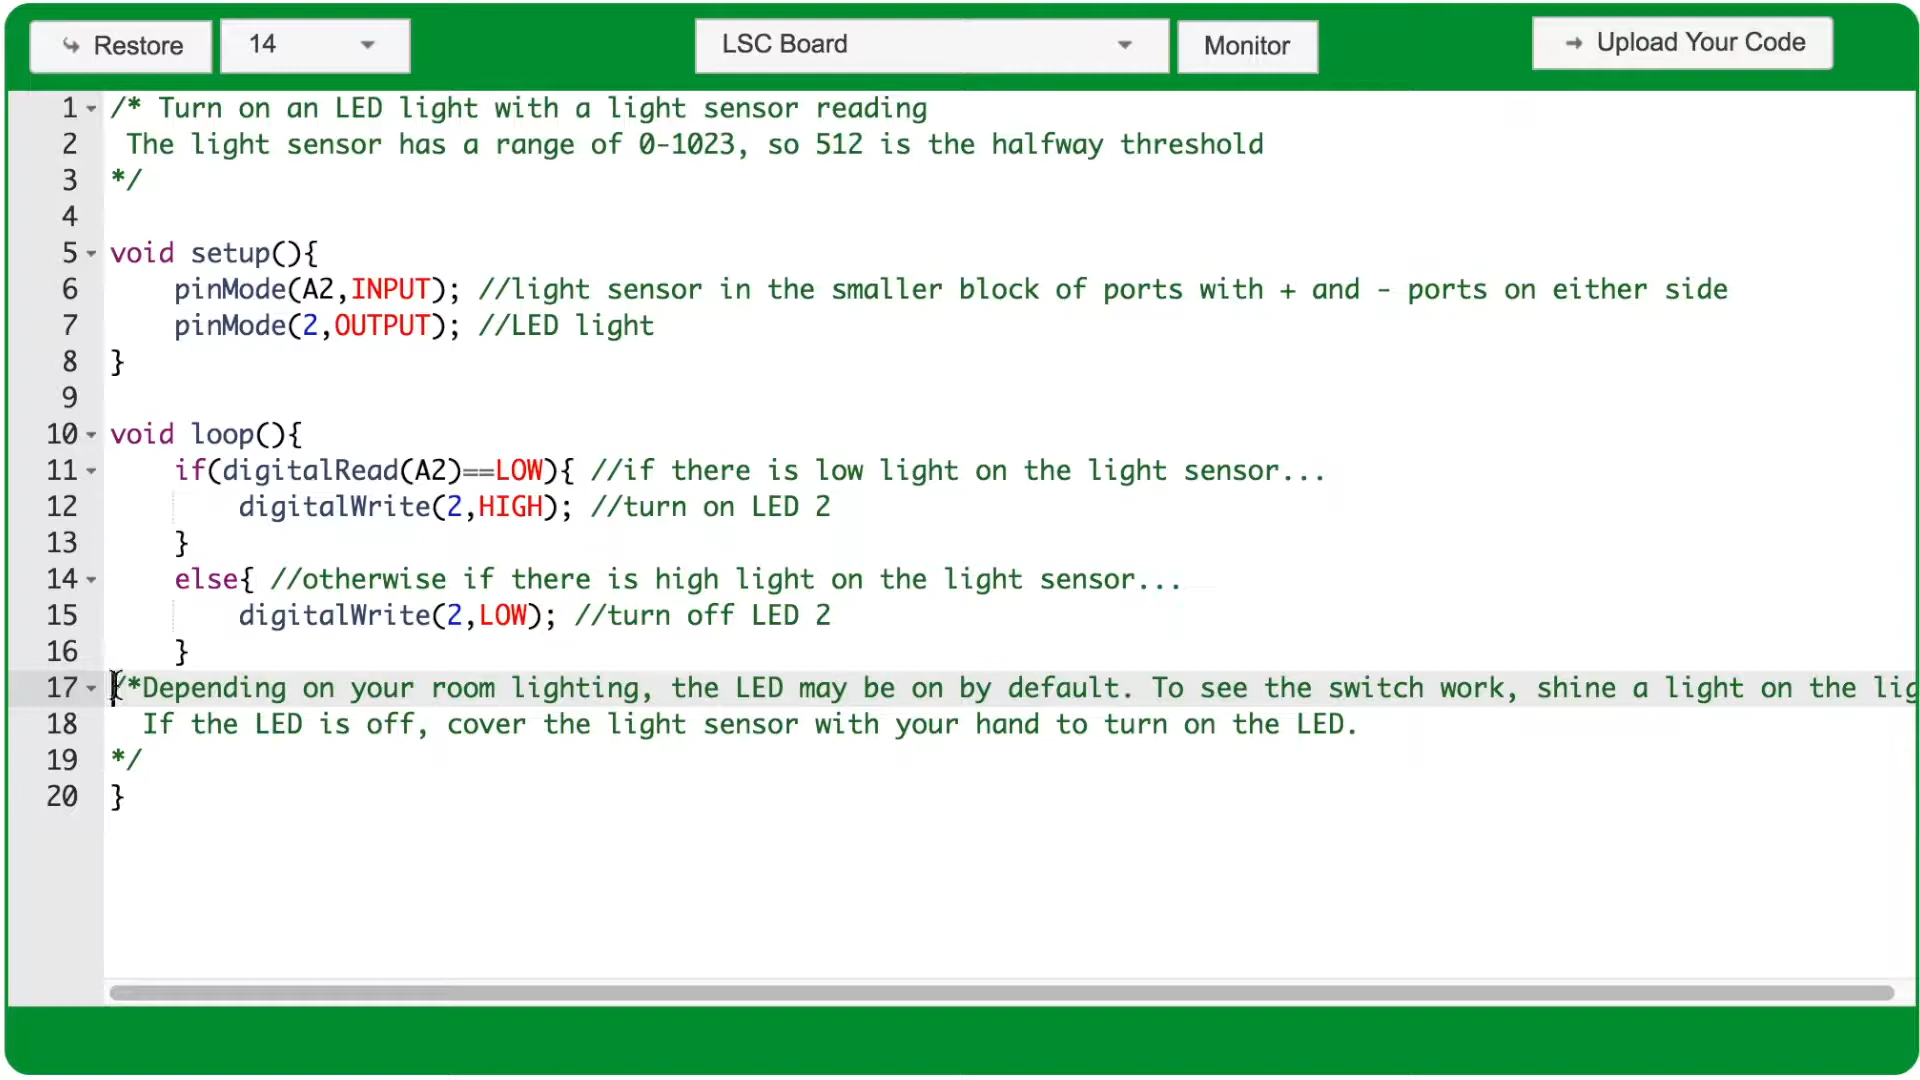 Restore
14
LSC Board
Monitor
Upload Your Code
1 /* Turn on an LED light with a light sensor reading
2  The light sensor has a range of 0-1023, so 512 is the halfway threshold
3 */
4
5 void setup(){
6     pinMode(A2,INPUT); //light sensor in the smaller block of ports with + and - ports on either side
7     pinMode(2,OUTPUT); //LED light
8 }
9
10 void loop(){
11     if(digitalRead(A2)==LOW){ //if there is low light on the light sensor...
12         digitalWrite(2,HIGH); //turn on LED 2
13     }
14     else{ //otherwise if there is high light on the light sensor...
15         digitalWrite(2,LOW); //turn off LED 2
16     }
17 /*Depending on your room lighting, the LED may be on by default. To see the switch work, shine a light on the
18   If the LED is off, cover the light sensor with your hand to turn on the LED.
19 */
20 }